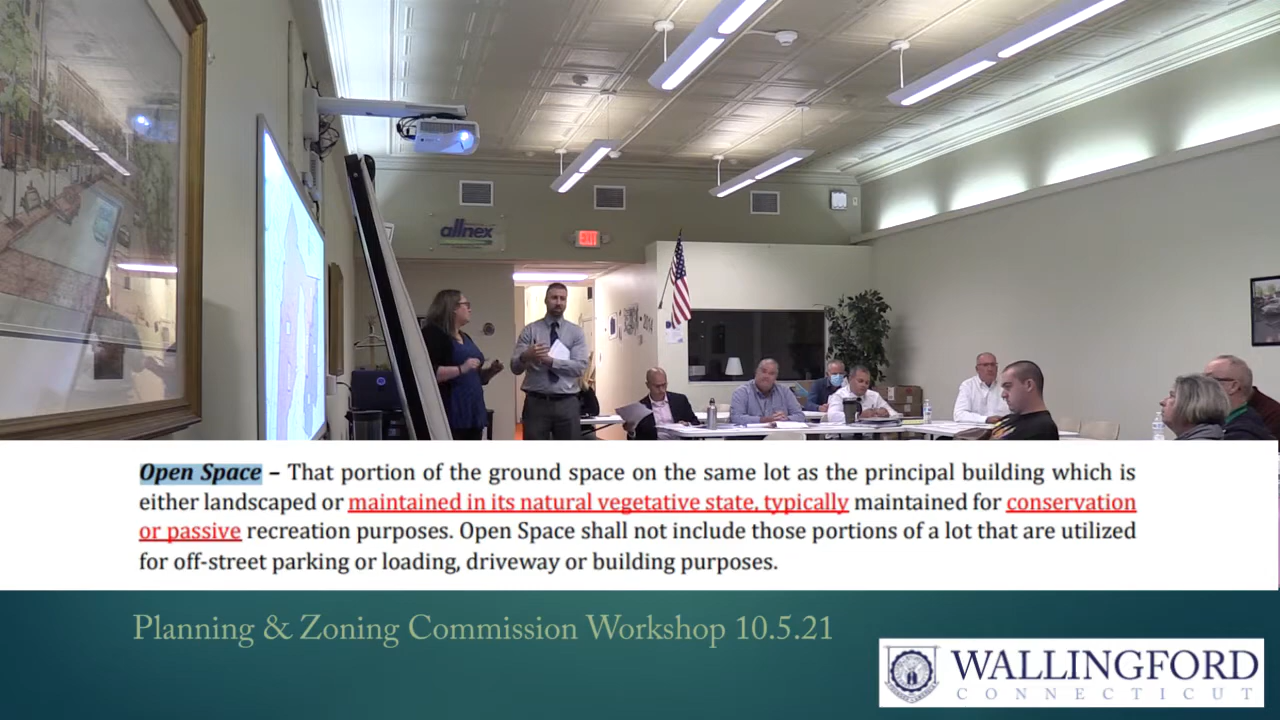 allnex
EXIT
Open Space – That portion of the ground space on the same lot as the principal building which is
either landscaped or maintained in its natural vegetative state, typically maintained for conservation
or passive recreation purposes. Open Space shall not include those portions of a lot that are utilized
for off-street parking or loading, driveway or building purposes.
Planning & Zoning Commission Workshop 10.5.21
WALLINGFORD
CONNECTICUT